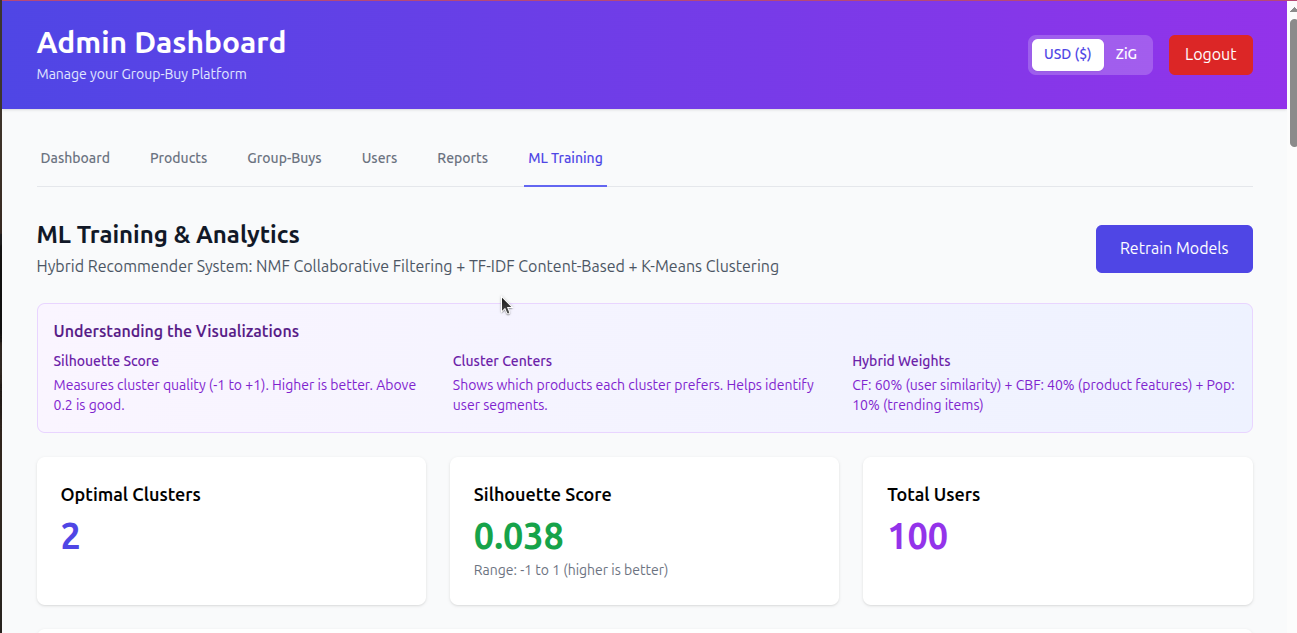 Admin Dashboard
Manage your Group-Buy Platform
USD ($) ZiG Logout
Dashboard Products Group-Buys Users Reports ML Training
ML Training & Analytics
Hybrid Recommender System: NMF Collaborative Filtering + TF-IDF Content-Based + K-Means Clustering
Retrain Models
Understanding the Visualizations
Silhouette Score
Measures cluster quality (-1 to +1). Higher is better. Above
0.2 is good.
Cluster Centers
Shows which products each cluster prefers. Helps identify
user segments.
Hybrid Weights
CF: 60% (user similarity) + CBF: 40% (product features) + Pop:
10% (trending items)
Optimal Clusters
2
Silhouette Score
0.038
Range: -1 to 1 (higher is better)
Total Users
100